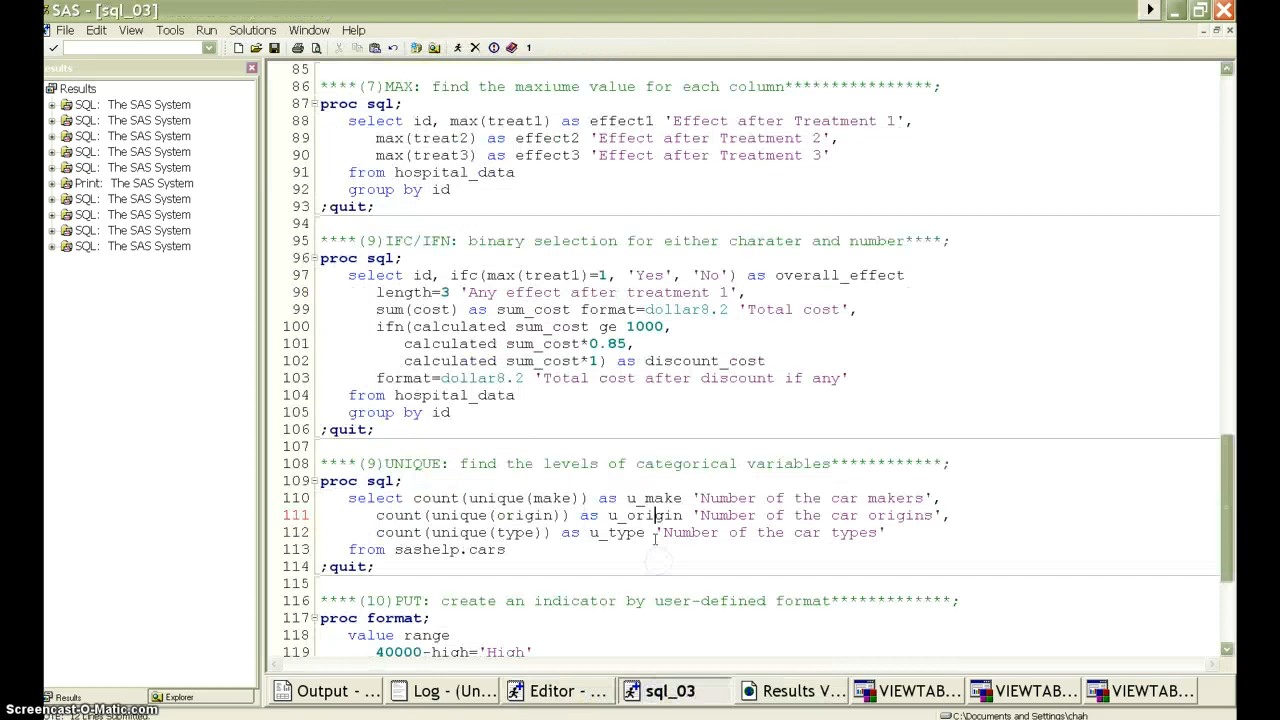 SAS - [sql_03]
File Edit View Tools Run Solutions Window Help
1
esults
Results
SQL: The SAS System
SQL: The SAS System
SQL: The SAS System
SQL: The SAS System
SQL: The SAS System
Print: The SAS System
SQL: The SAS System
SQL: The SAS System
SQL: The SAS System
SQL: The SAS System
85
86 ****(7)MAX: find the maxiume value for each column***************;
87 proc sql;
88 select id, max(treat1) as effect1 'Effect after Treatment 1',
89 max(treat2) as effect2 'Effect after Treatment 2',
90 max(treat3) as effect3 'Effect after Treatment 3'
91 from hospital_data
92 group by id
93 ;quit;
94
95 ****(9)IFC/IFN: binary selection for either charater and number****;
96 proc sql;
97 select id, ifc(max(treat1)=1, 'Yes', 'No') as overall_effect
98 length=3 'Any effect after treatment 1',
99 sum(cost) as sum_cost format=dollar8.2 'Total cost',
100 ifn(calculated sum_cost ge 1000,
101 calculated sum_cost*0.85,
102 calculated sum_cost*1) as discount_cost
103 format=dollar8.2 'Total cost after discount if any'
104 from hospital_data
105 group by id
106 ;quit;
107
108 ****(9)UNIQUE: find the levels of categorical variables************;
109 proc sql;
110 select count(unique(make)) as u_make 'Number of the car makers',
111 count(unique(origin)) as u_origin 'Number of the car origins',
112 count(unique(type)) as u_type 'Number of the car types'
113 from sashelp.cars
114 ;quit;
115
116 ****(10)PUT: create an indicator by user-defined format*************;
117 proc format;
118 value range
119 40000-high='High'
Results Explorer
Output - ... Log - (Un... Editor - ... sql_03 Results V... VIEWTAB... VIEWTAB... VIEWTAB...
Screencast-O-Matic.com
C:\Documents and Settings\chah